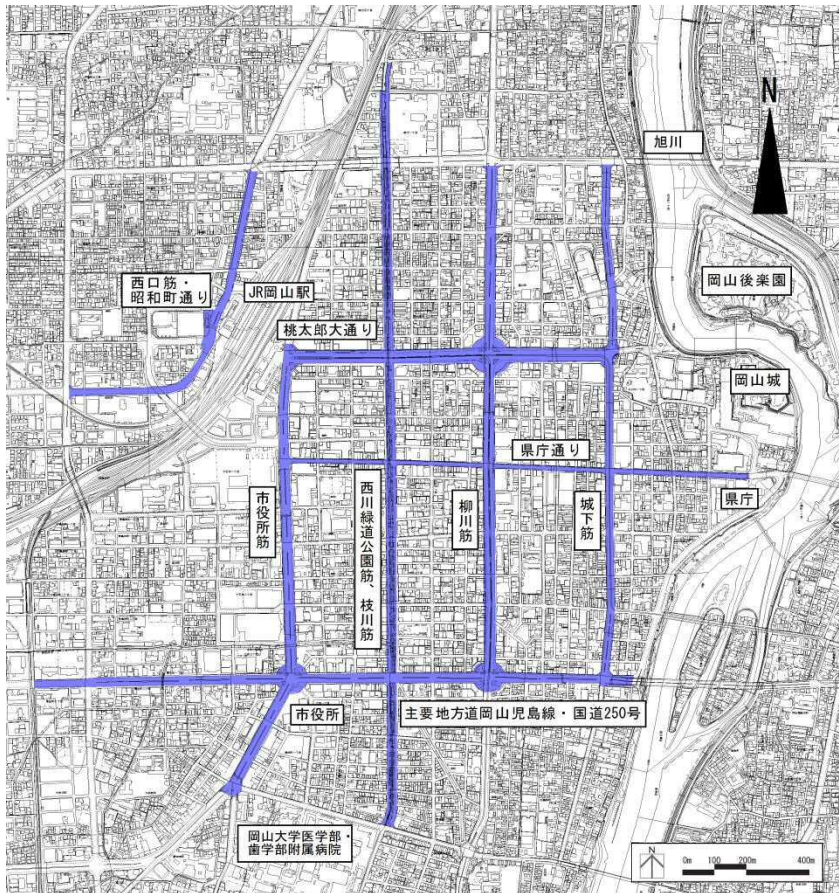 N
旭川
岡山後楽園
西口筋・
昭和町通り
JR岡山駅
桃太郎大通り
岡山城
県庁通り
県庁
市役所筋
西川緑道公園筋、枝川筋
柳川筋
城下筋
市役所
主要地方道岡山児島線・国道250号
岡山大学医学部・
歯学部附属病院
N
0m 100 200m 400m